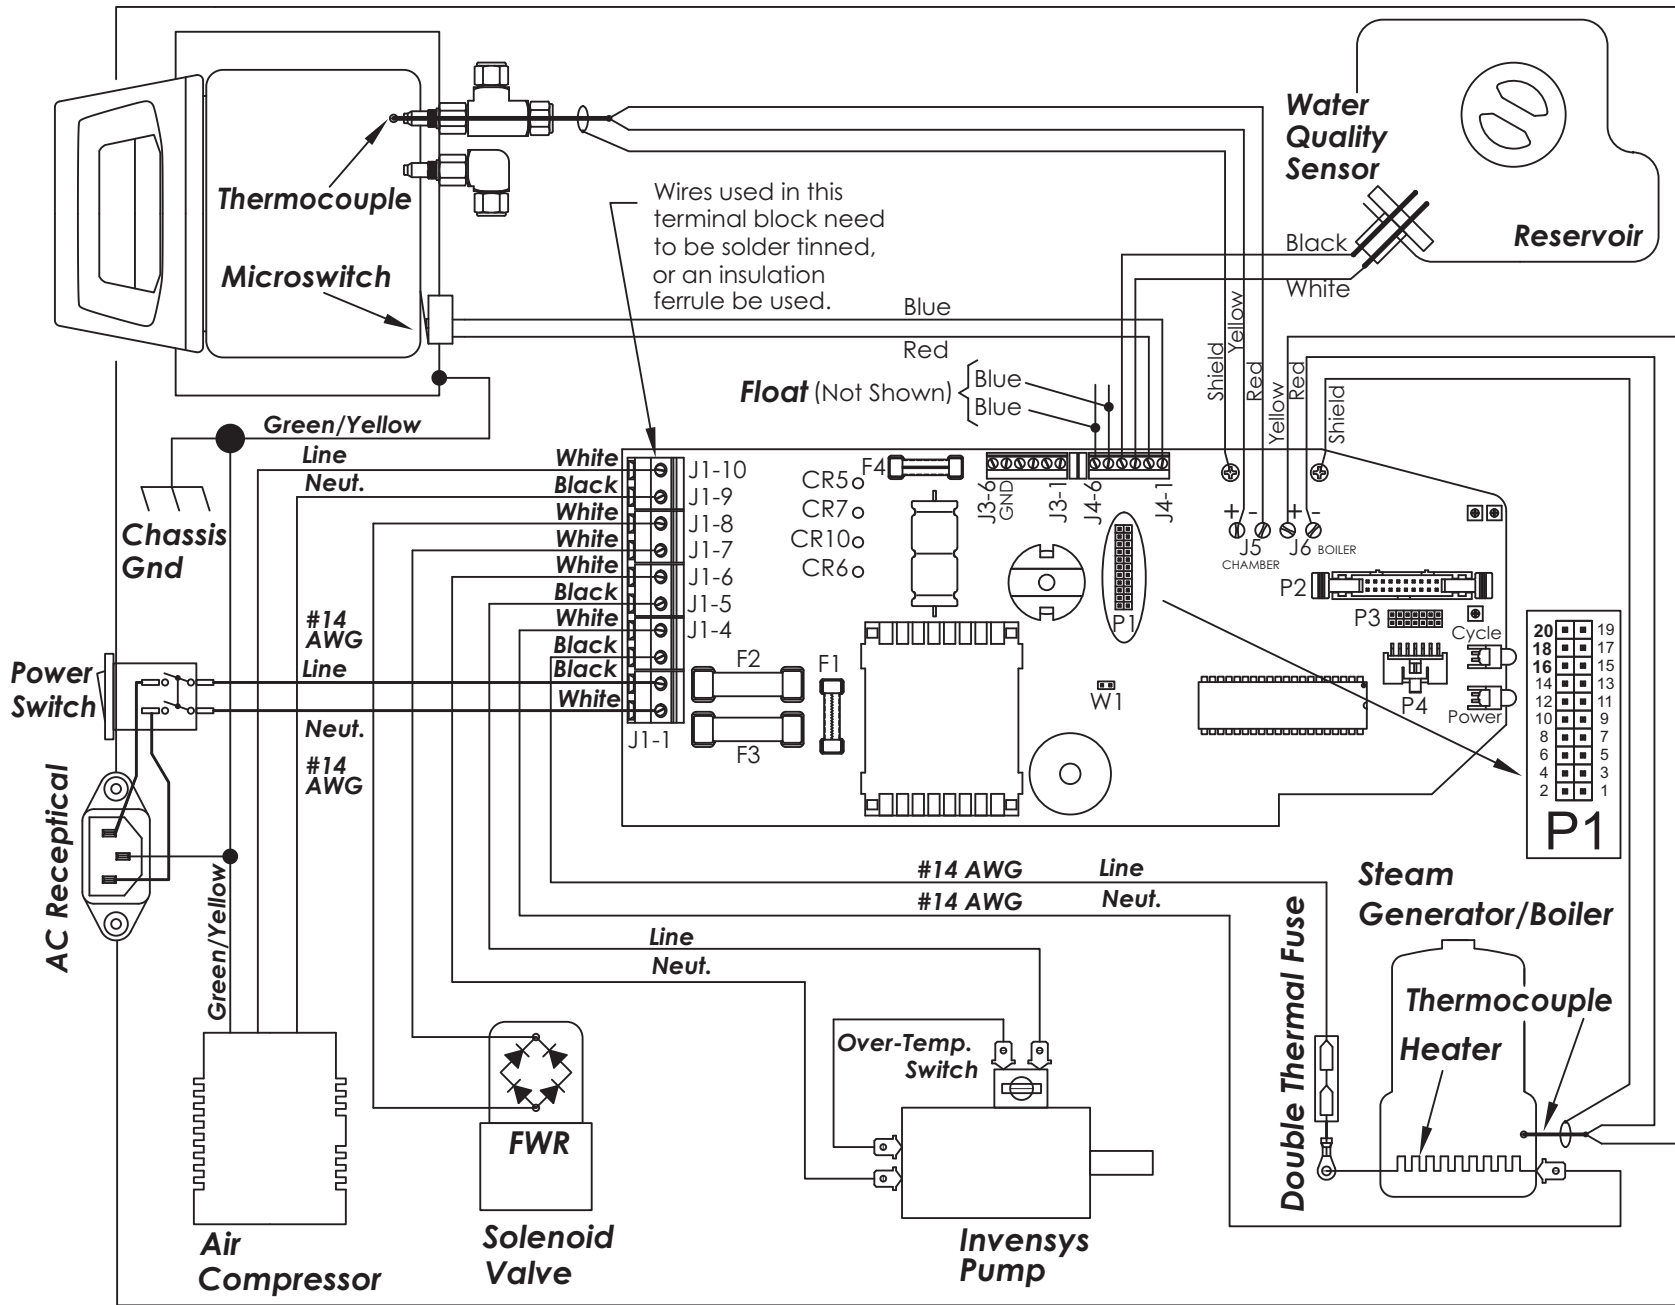 Thermocouple
Microswitch
Wires used in this
terminal block need
to be solder tinned,
or an insulation
ferrule be used.
Water
Quality
Sensor
Reservoir
Black
White
Blue
Red
Float (Not Shown)
Blue
Blue
Shield
Yellow
Red
Yellow
Red
Shield
Green/Yellow
Line
Neut.
Chassis
Gnd
White
Black
White
White
White
Black
White
Black
Black
White
J1-10
J1-9
J1-8
J1-7
J1-6
J1-5
J1-4
J1-1
CR5
CR7
CR10
CR6
F4
J3-6
GND
J3-1
J4-6
J4-1
P1
+
-
+
-
J5
CHAMBER
J6 BOILER
P2
P3
Cycle
P4
Power
F2
F1
F3
W1
20 19
18 17
16 15
14 13
12 11
10 9
8 7
6 5
4 3
2 1
P1
#14
AWG
Line
Power
Switch
Neut.
#14
AWG
AC Receptical
Green/Yellow
#14 AWG Line
#14 AWG Neut.
Line
Neut.
Steam
Generator/Boiler
Double Thermal Fuse
Thermocouple
Heater
Over-Temp.
Switch
FWR
Air
Compressor
Solenoid
Valve
Invensys
Pump